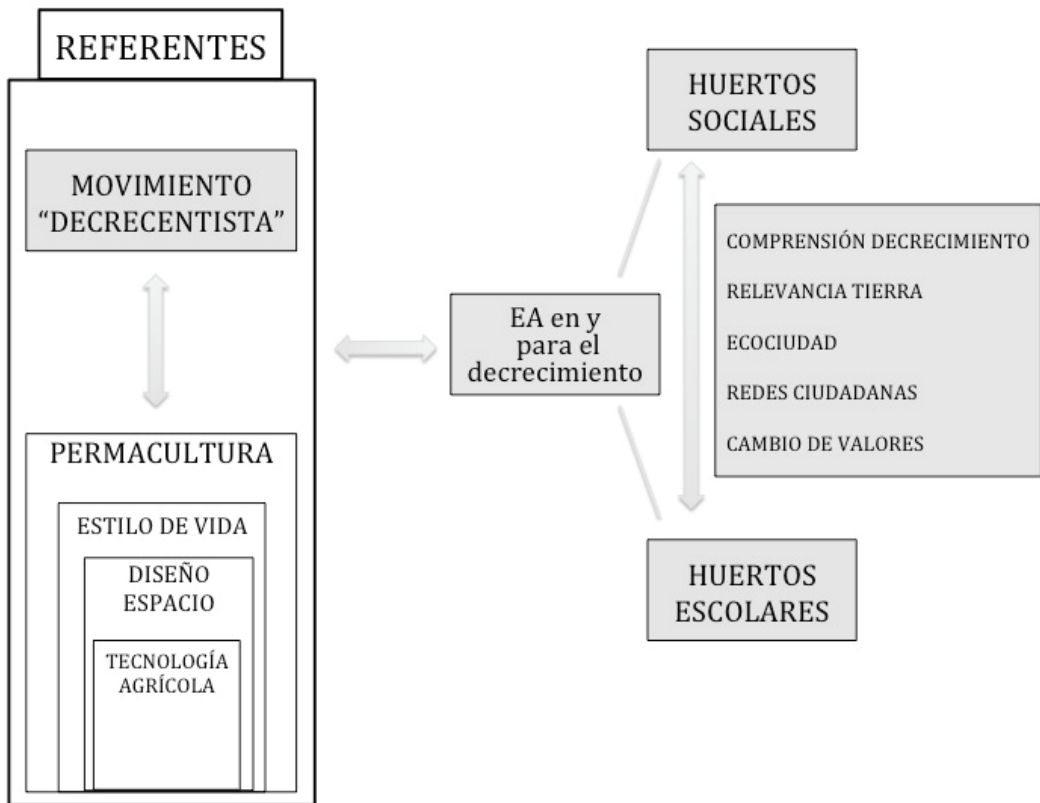 REFERENTES
MOVIMIENTO
“DECRECENTISTA”
PERMACULTURA
ESTILO DE VIDA
DISEÑO
ESPACIO
TECNOLOGÍA
AGRÍCOLA
EA en y
para el
decrecimiento
HUERTOS
SOCIALES
COMPRENSIÓN DECRECIMIENTO
RELEVANCIA TIERRA
ECOCIUDAD
REDES CIUDADANAS
CAMBIO DE VALORES
HUERTOS
ESCOLARES